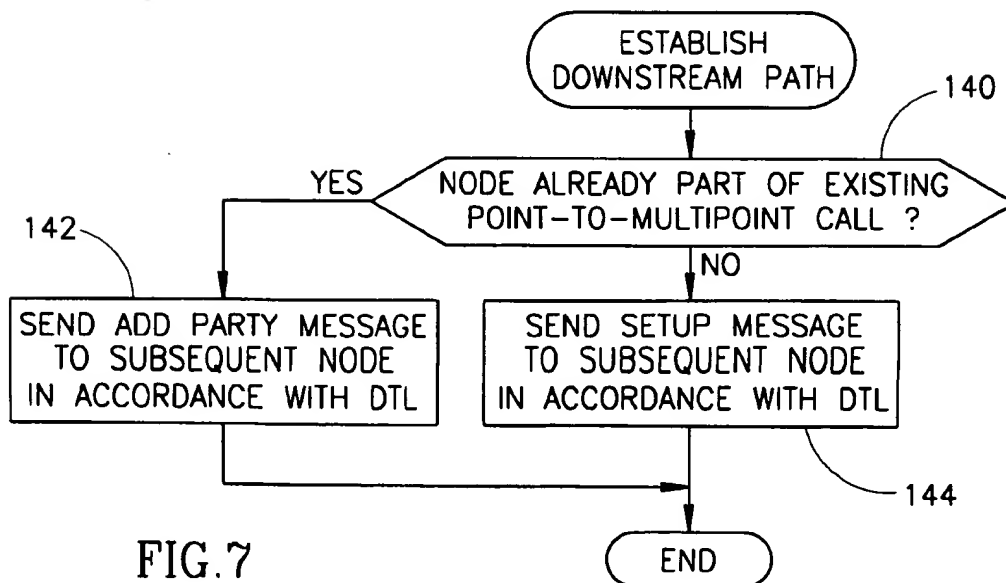 ESTABLISH
DOWNSTREAM PATH
140
NODE ALREADY PART OF EXISTING
POINT-TO-MULTIPOINT CALL ?
YES
NO
142
SEND ADD PARTY MESSAGE
TO SUBSEQUENT NODE
IN ACCORDANCE WITH DTL
SEND SETUP MESSAGE
TO SUBSEQUENT NODE
IN ACCORDANCE WITH DTL
144
END
FIG.7